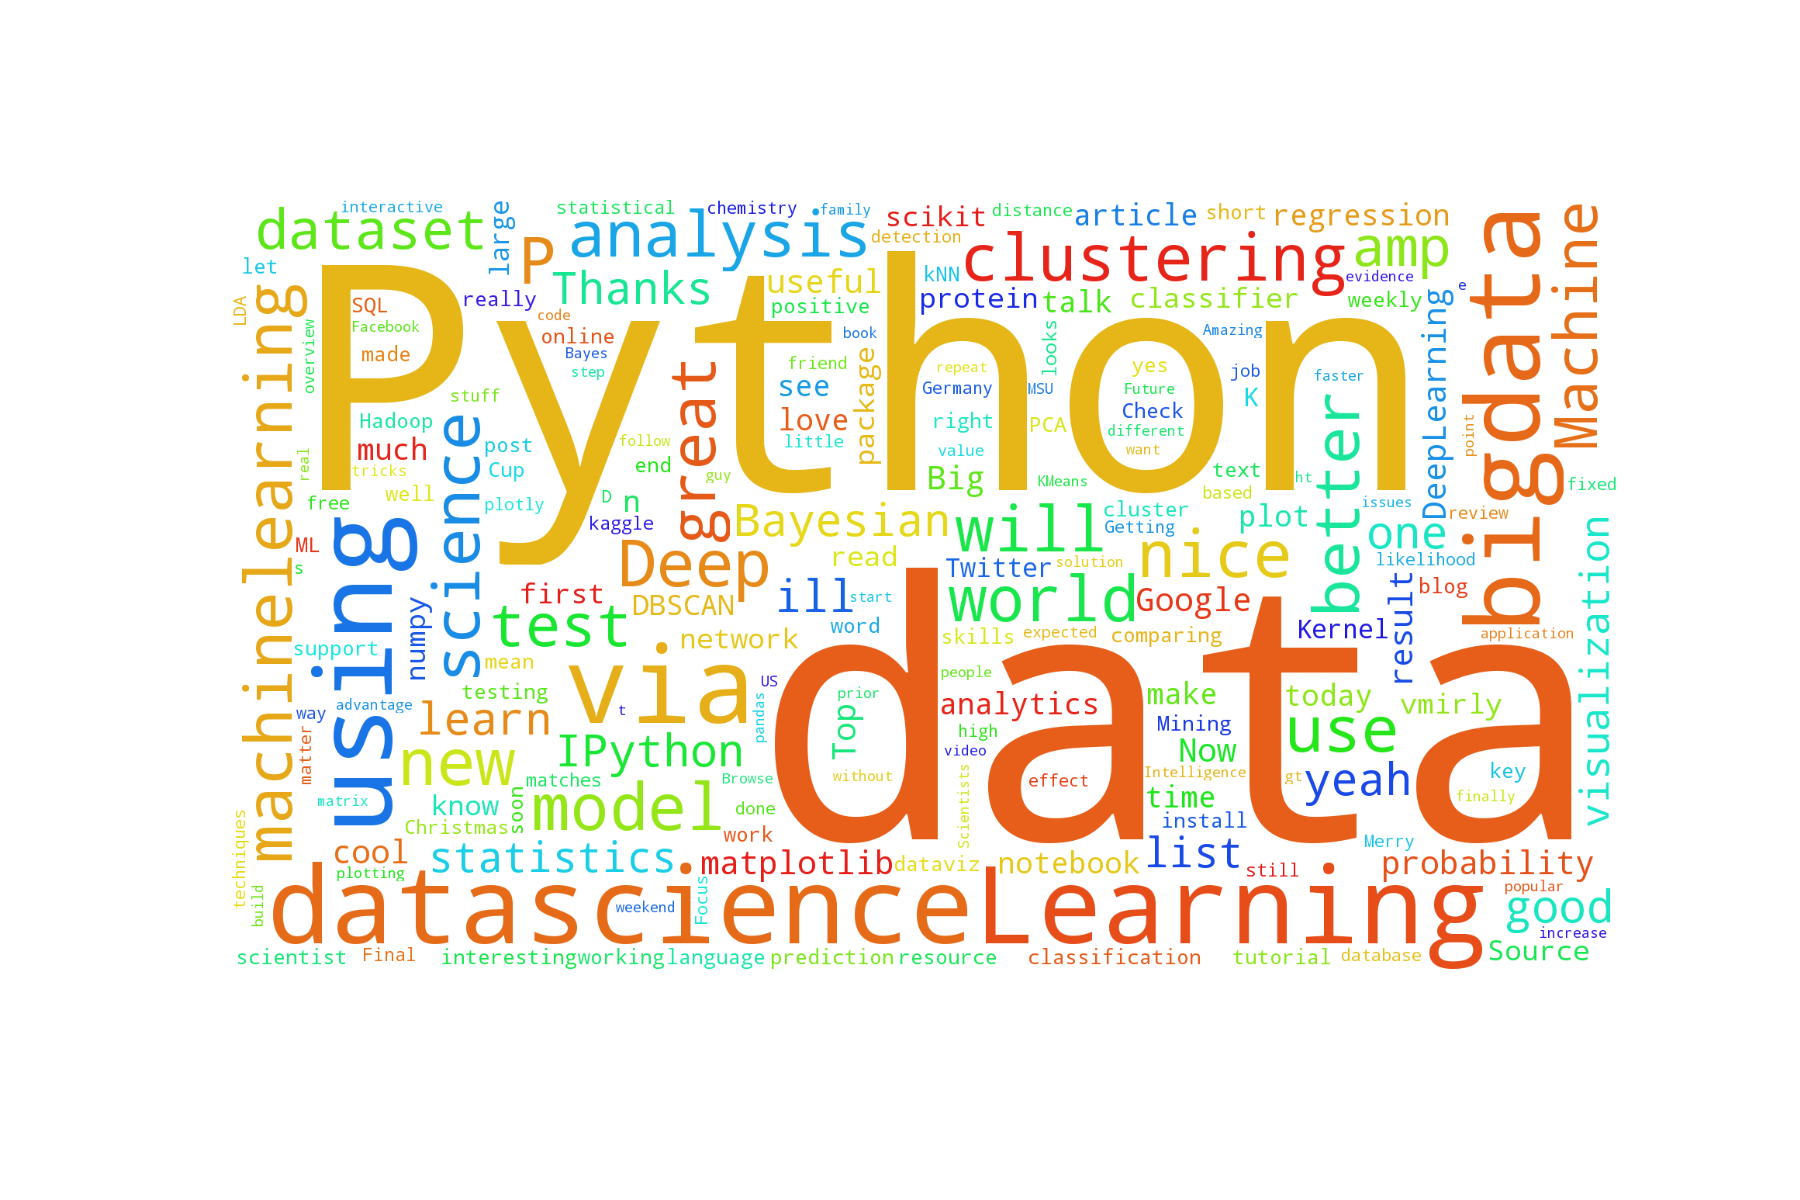 interactive
large
statistical
chemistry
family
scikit
distance
article
short
regression
dataset
P
analysis
detection
clustering
amp
bigdata
Machine
let
LDA
machinelearning
Python
really
Thanks
useful
kNN
evidence
e
SQL
code
positive
protein
talk
classifier
weekly
DeepLearning
overview
Facebook
online
book
looks
Amazing
made
Bayes
great
friend
package
repeat
yes
job
faster
step
see
Germany
MSU
Future
K
better
stuff
love
right
PCA
Check
point
Hadoop
science
post
follow
little
different
much
end
value
want
real
tricks
Cup
guy
Big
KMeans
text
ht
free
well
plotly
D
n
based
issues
fixed
using
kaggle
Bayesian
will
cluster
Getting
plot
one
review
visualization
ML
s
Deep
read
Twitter
solution
nice
likelihood
first
DBSCAN
ill
start
world
Google
result
blog
numpy
test
word
skills
expected
comparing
Kernel
application
support
mean
network
via
data
people
testing
US
prior
analytics
make
today
vmirly
way
advantage
learn
t
pandas
Top
high
Mining
use
matter
new
IPython
video
Now
matches
Browse
without
effect
Intelligence
gt
yeah
key
matrix
know
soon
model
done
Scientists
time
finally
Christmas
work
install
Merry
techniques
cool
statistics
matplotlib
dataviz
notebook
list
still
probability
plotting
build
datascience
weekend
Focus
Learning
popular
good
increase
scientist
Final
interesting
working
language
prediction
resource
classification
tutorial
database
Source